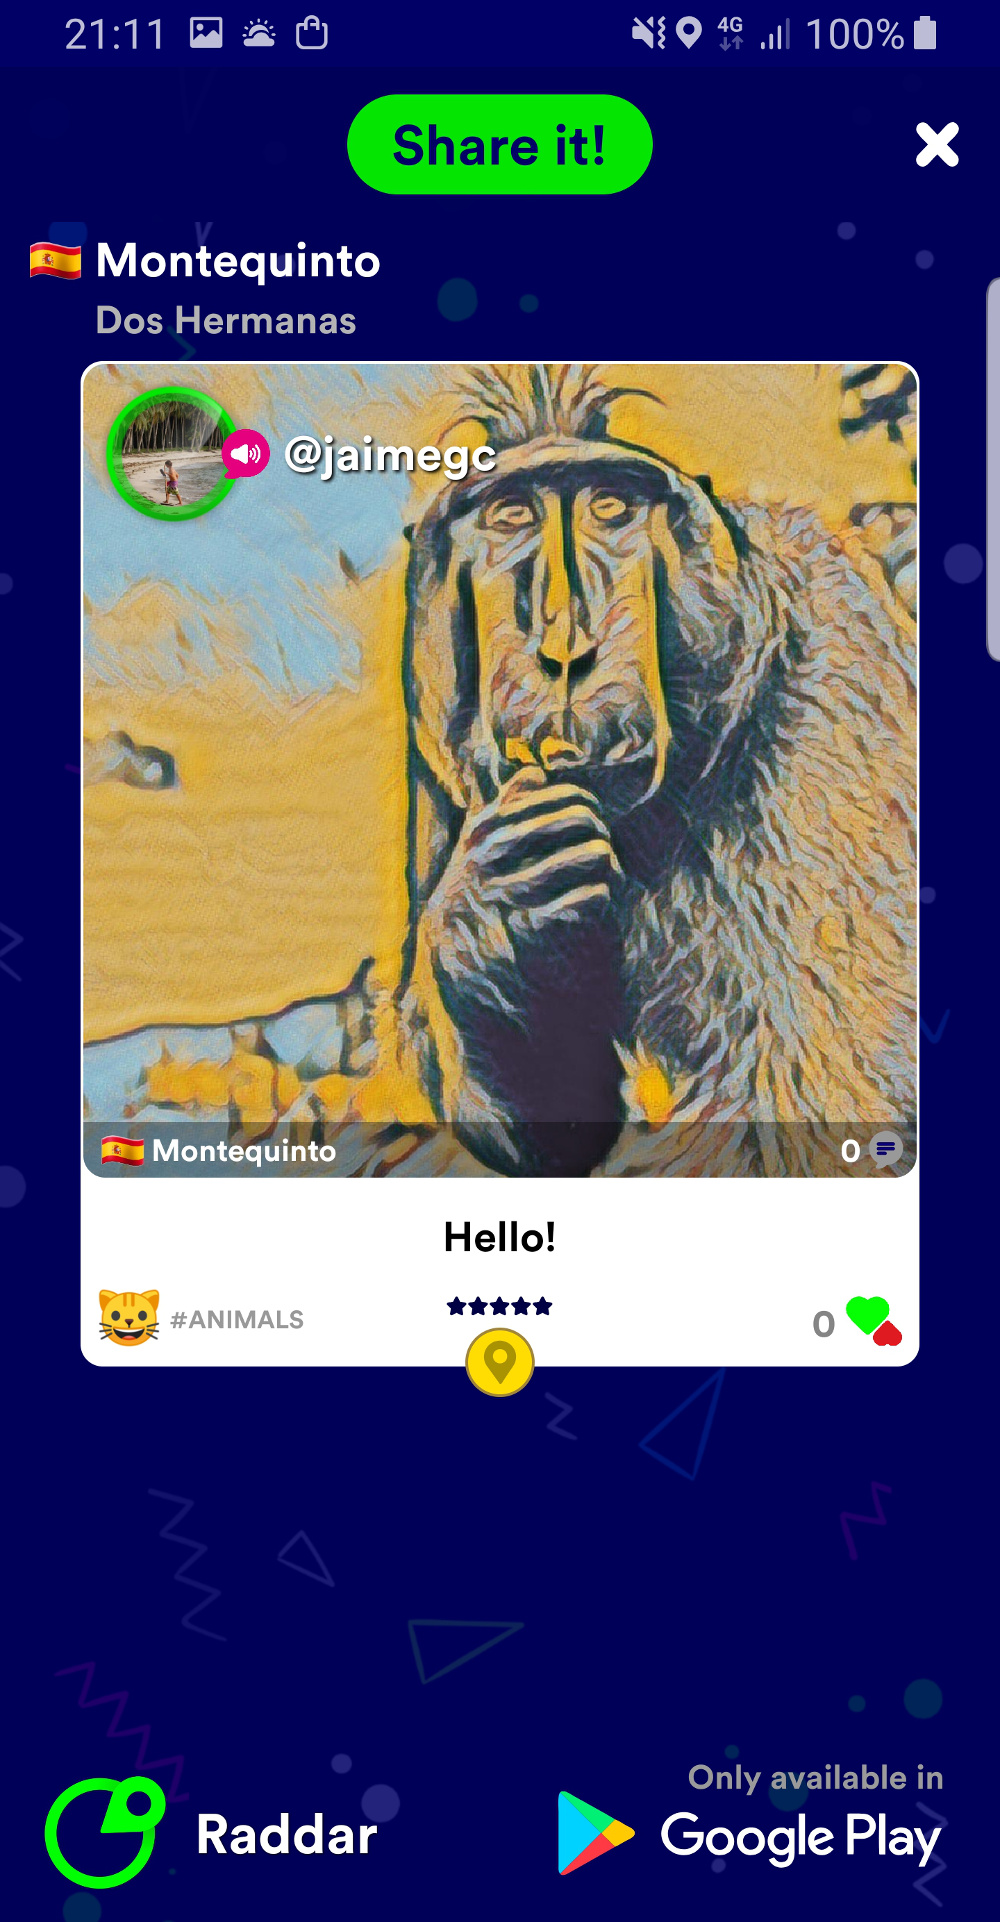 21:11
4G 100%
Share it!
Montequinto
Dos Hermanas
@jaimegc
Montequinto
0
Hello!
#ANIMALS
0
Only available in
Raddar
Google Play